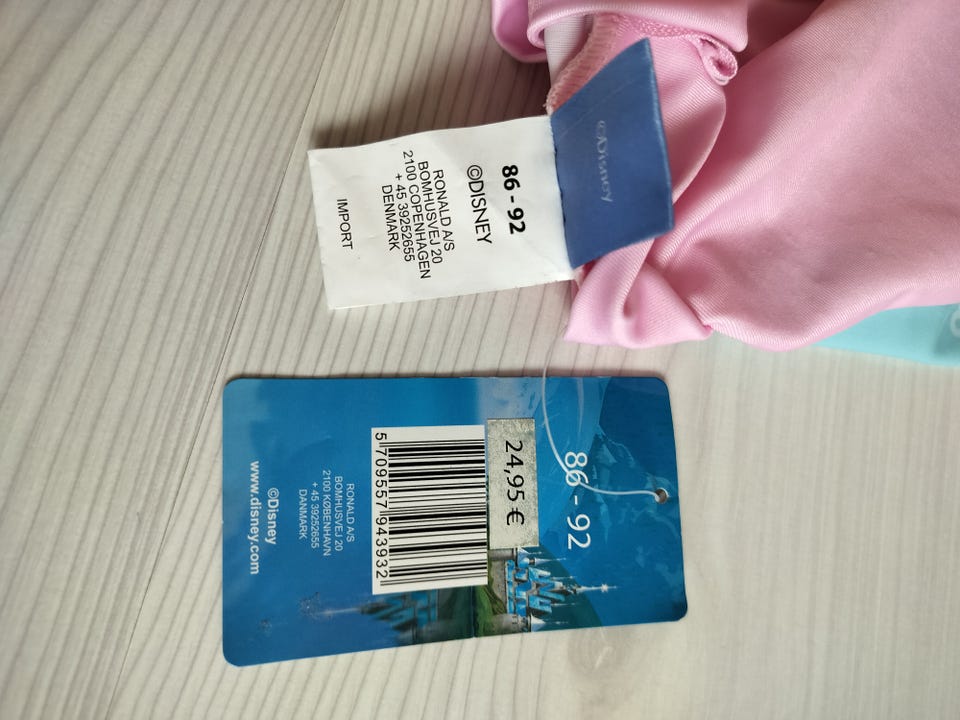 ©Disney
86 - 92
©DISNEY
RONALD A/S
BOMHUSVEJ 20
2100 COPENHAGEN
+ 45 39252655
DENMARK
IMPORT
86 - 92
24,95 €
5 709557 943932
RONALD A/S
BOMHUSVEJ 20
2100 KØBENHAVN
+ 45 39252655
DANMARK
©Disney
www.disney.com